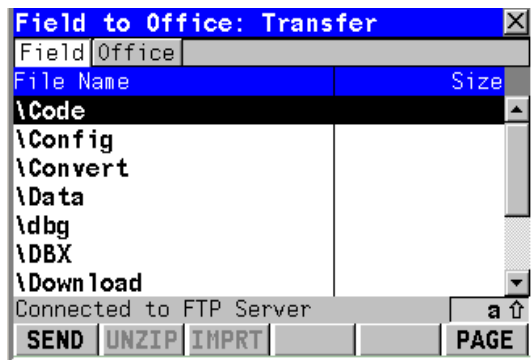 Field to Office: Transfer
Field Office
File Name Size
\Code
\Config
\Convert
\Data
\dbg
\DBX
\Download
Connected to FTP Server a
SEND UNZIP IMPRT PAGE